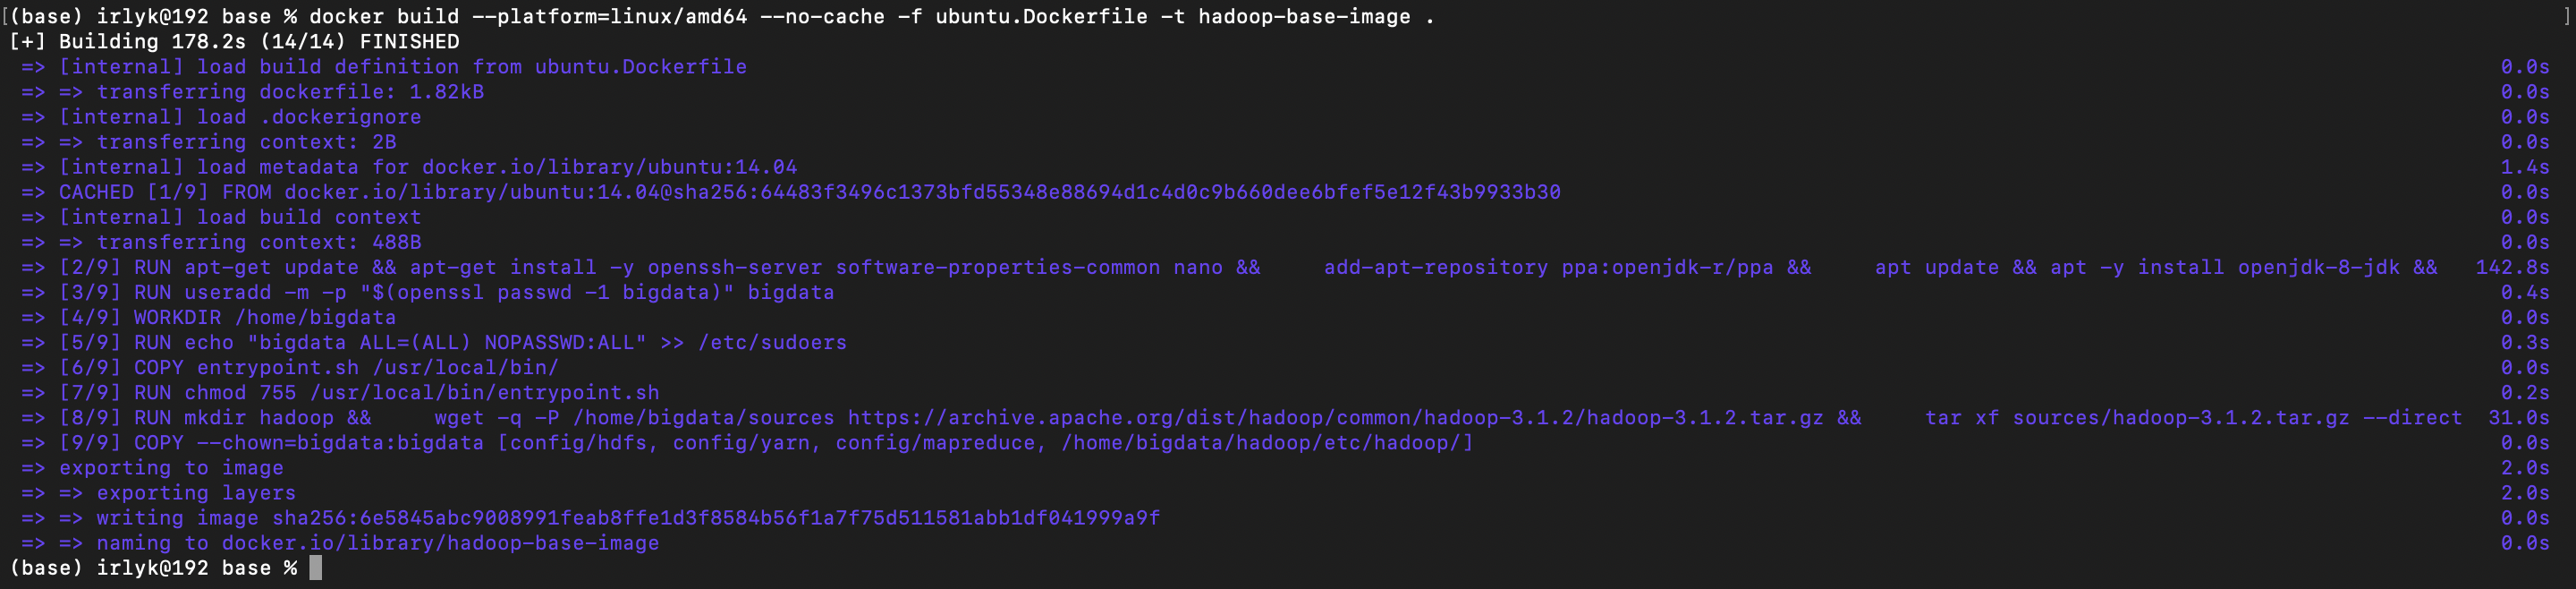 [(base) irlyk@192 base % docker build --platform=linux/amd64 --no-cache -f ubuntu.Dockerfile -t hadoop-base-image . ]
[+] Building 178.2s (14/14) FINISHED
=> [internal] load build definition from ubuntu.Dockerfile 0.0s
=> => transferring dockerfile: 1.82kB 0.0s
=> [internal] load .dockerignore 0.0s
=> => transferring context: 2B 0.0s
=> [internal] load metadata for docker.io/library/ubuntu:14.04 1.4s
=> CACHED [1/9] FROM docker.io/library/ubuntu:14.04@sha256:64483f3496c1373bfd55348e88694d1c4d0c9b660dee6bfef5e12f43b9933b30 0.0s
=> [internal] load build context 0.0s
=> => transferring context: 488B 0.0s
=> [2/9] RUN apt-get update && apt-get install -y openssh-server software-properties-common nano && add-apt-repository ppa:openjdk-r/ppa && apt update && apt -y install openjdk-8-jdk && 142.8s
=> [3/9] RUN useradd -m -p "$(openssl passwd -1 bigdata)" bigdata 0.4s
=> [4/9] WORKDIR /home/bigdata 0.0s
=> [5/9] RUN echo "bigdata ALL=(ALL) NOPASSWD:ALL" >> /etc/sudoers 0.3s
=> [6/9] COPY entrypoint.sh /usr/local/bin/ 0.0s
=> [7/9] RUN chmod 755 /usr/local/bin/entrypoint.sh 0.2s
=> [8/9] RUN mkdir hadoop && wget -q -P /home/bigdata/sources https://archive.apache.org/dist/hadoop/common/hadoop-3.1.2/hadoop-3.1.2.tar.gz && tar xf sources/hadoop-3.1.2.tar.gz --direct 31.0s
=> [9/9] COPY --chown=bigdata:bigdata [config/hdfs, config/yarn, config/mapreduce, /home/bigdata/hadoop/etc/hadoop/] 0.0s
=> exporting to image 2.0s
=> => exporting layers 2.0s
=> => writing image sha256:6e5845abc9008991feab8ffe1d3f8584b56f1a7f75d511581abb1df041999a9f 0.0s
=> => naming to docker.io/library/hadoop-base-image 0.0s
(base) irlyk@192 base %